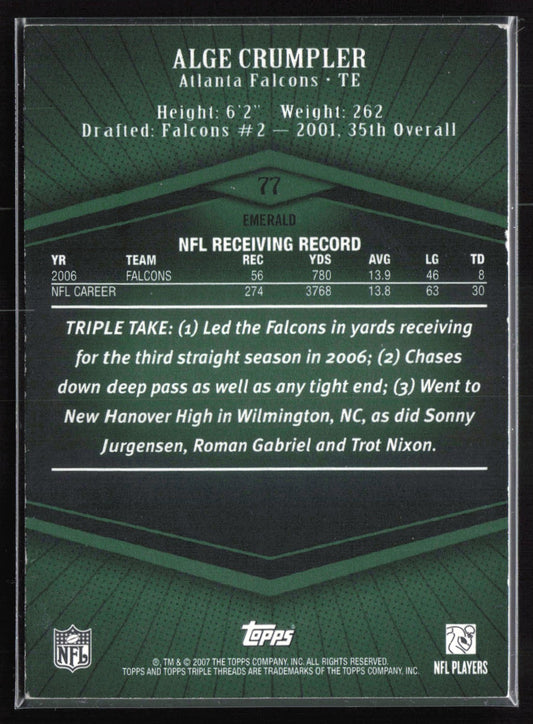 ALGE CRUMPLER
Atlanta Falcons • TE
Height: 6'2" Weight: 262
Drafted: Falcons #2 — 2001, 35th Overall
77
EMERALD
NFL RECEIVING RECORD
YR TEAM REC YDS AVG LG TD
2006 FALCONS 56 780 13.9 46 8
NFL CAREER 274 3768 13.8 63 30
TRIPLE TAKE: (1) Led the Falcons in yards receiving
for the third straight season in 2006; (2) Chases
down deep pass as well as any tight end; (3) Went to
New Hanover High in Wilmington, NC, as did Sonny
Jurgensen, Roman Gabriel and Trot Nixon.
NFL
topps
NFL PLAYERS
®, TM & © 2007 THE TOPPS COMPANY, INC. ALL RIGHTS RESERVED.
TOPPS AND TOPPS TRIPLE THREADS ARE TRADEMARKS OF THE TOPPS COMPANY, INC.